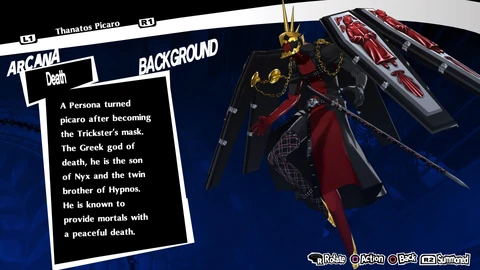 L1 Thanatos Picaro R1
ARCANA
Death
BACKGROUND
A Persona turned
picaro after becoming
the Trickster's mask.
The Greek god of
death, he is the son
of Nyx and the twin
brother of Hypnos.
He is known to
provide mortals with
a peaceful death.
R Rotate Action Back R2 Summoned